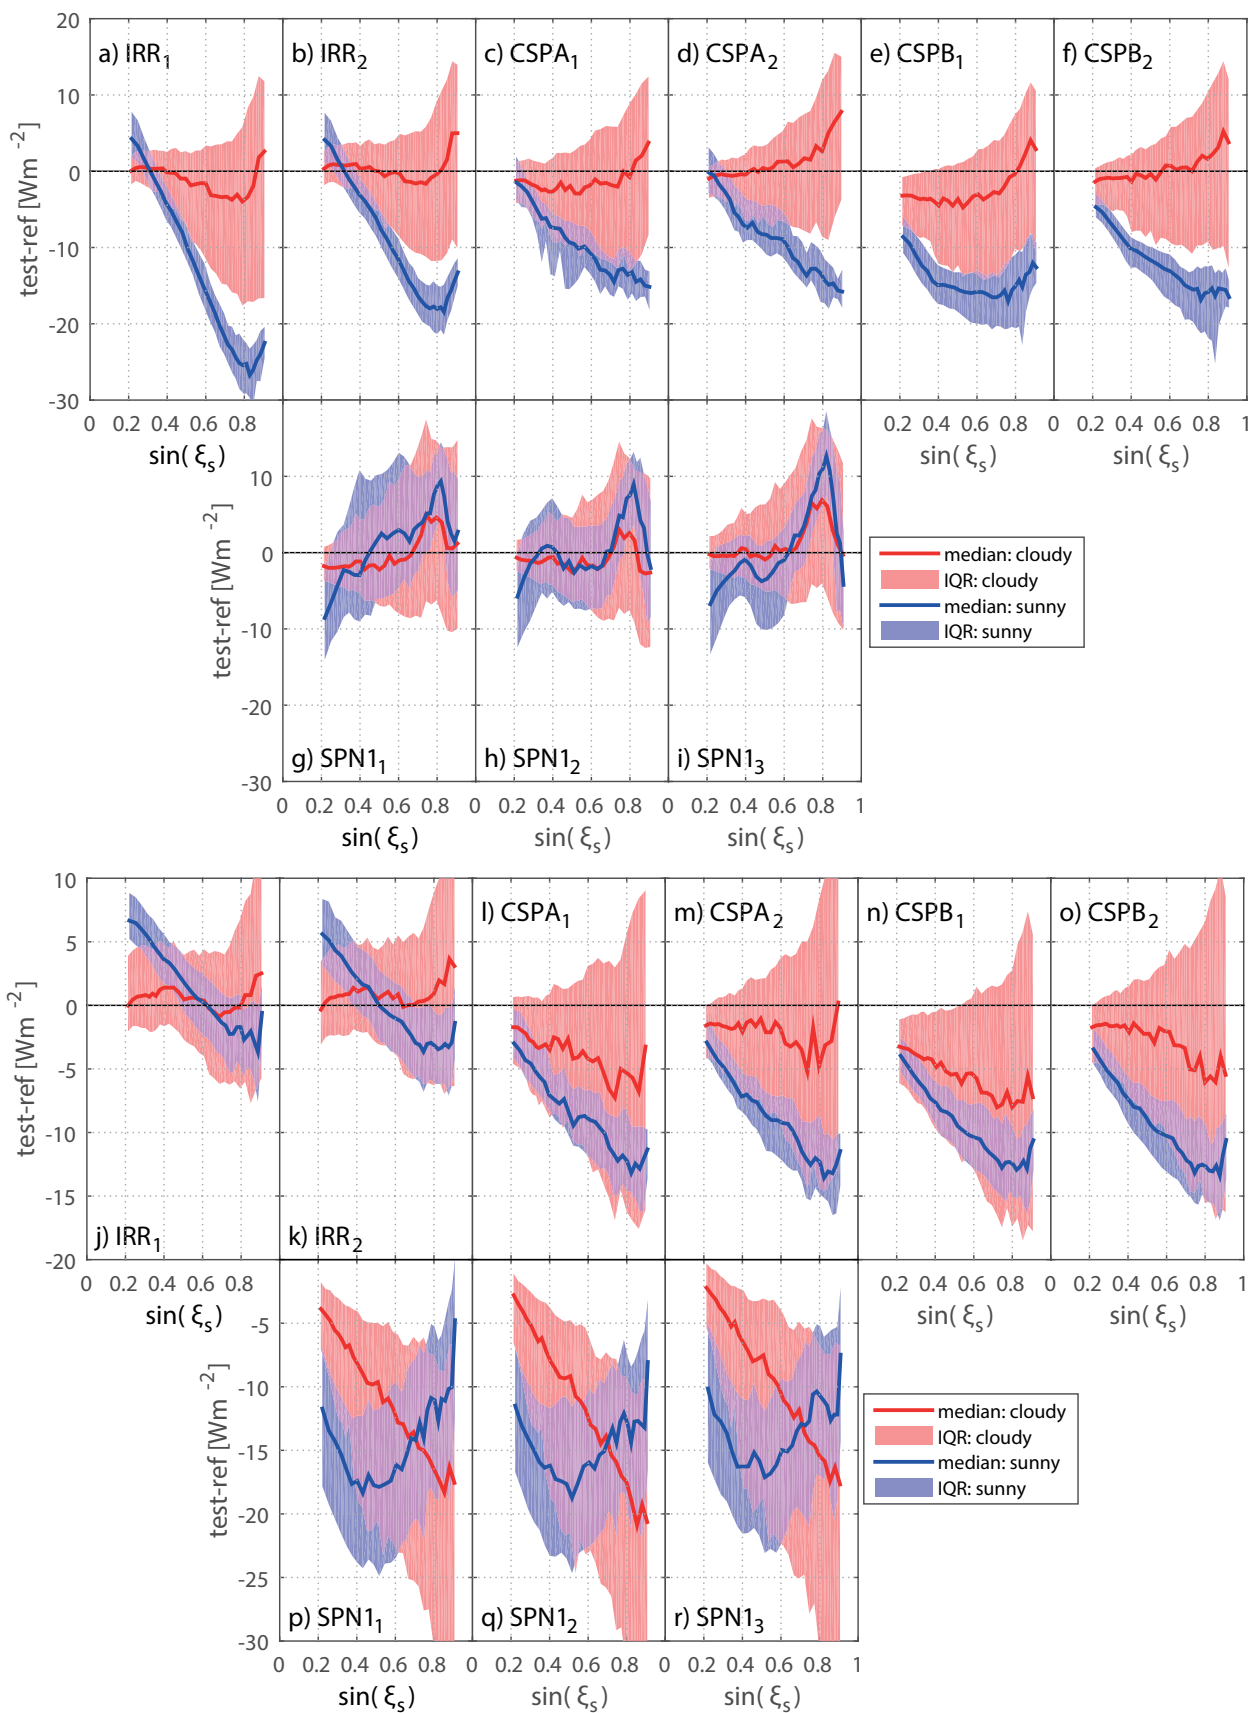 20
10
0
-10
-20
-30
test-ref [Wm⁻²]
a) IRR₁
b) IRR₂
c) CSPA₁
d) CSPA₂
e) CSPB₁
f) CSPB₂
0 0.2 0.4 0.6 0.8
sin( ξₛ)
0 0.2 0.4 0.6 0.8
sin( ξₛ)
0 0.2 0.4 0.6 0.8 1
sin( ξₛ)
10
0
-10
-20
-30
test-ref [Wm⁻²]
g) SPN1₁
h) SPN1₂
i) SPN1₃
median: cloudy
IQR: cloudy
median: sunny
IQR: sunny
0 0.2 0.4 0.6 0.8
sin( ξₛ)
0 0.2 0.4 0.6 0.8
sin( ξₛ)
0 0.2 0.4 0.6 0.8 1
sin( ξₛ)
10
5
0
-5
-10
-15
-20
test-ref [Wm⁻²]
j) IRR₁
k) IRR₂
l) CSPA₁
m) CSPA₂
n) CSPB₁
o) CSPB₂
0 0.2 0.4 0.6 0.8
sin( ξₛ)
0 0.2 0.4 0.6 0.8
sin( ξₛ)
0 0.2 0.4 0.6 0.8 1
sin( ξₛ)
-5
-10
-15
-20
-25
-30
test-ref [Wm⁻²]
p) SPN1₁
q) SPN1₂
r) SPN1₃
median: cloudy
IQR: cloudy
median: sunny
IQR: sunny
0 0.2 0.4 0.6 0.8
sin( ξₛ)
0 0.2 0.4 0.6 0.8
sin( ξₛ)
0 0.2 0.4 0.6 0.8 1
sin( ξₛ)